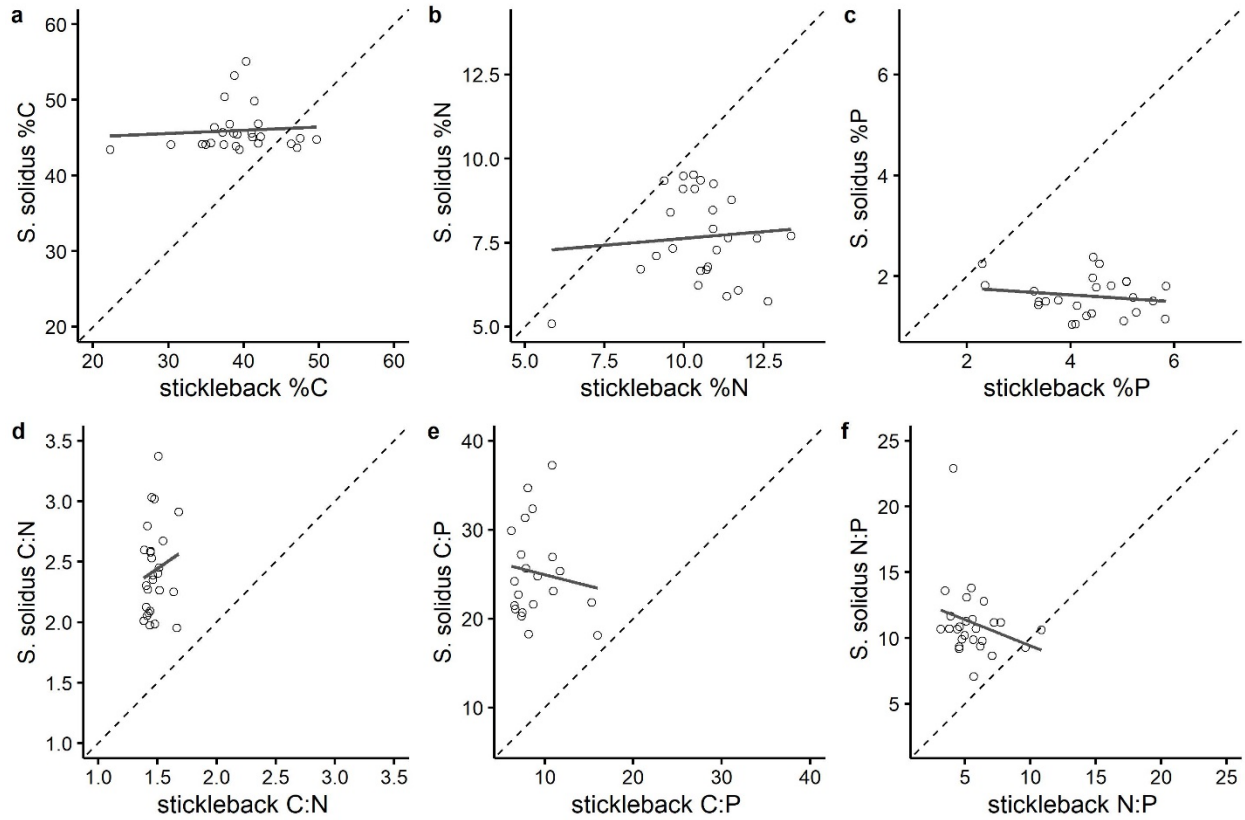 a
S. solidus %C
60
50
40
30
20
20 30 40 50 60
stickleback %C
b
S. solidus %N
12.5
10.0
7.5
5.0
5.0 7.5 10.0 12.5
stickleback %N
c
S. solidus %P
6
4
2
2 4 6
stickleback %P
d
S. solidus C:N
3.5
3.0
2.5
2.0
1.5
1.0
1.0 1.5 2.0 2.5 3.0 3.5
stickleback C:N
e
S. solidus C:P
40
30
20
10
10 20 30 40
stickleback C:P
f
S. solidus N:P
25
20
15
10
5
5 10 15 20 25
stickleback N:P